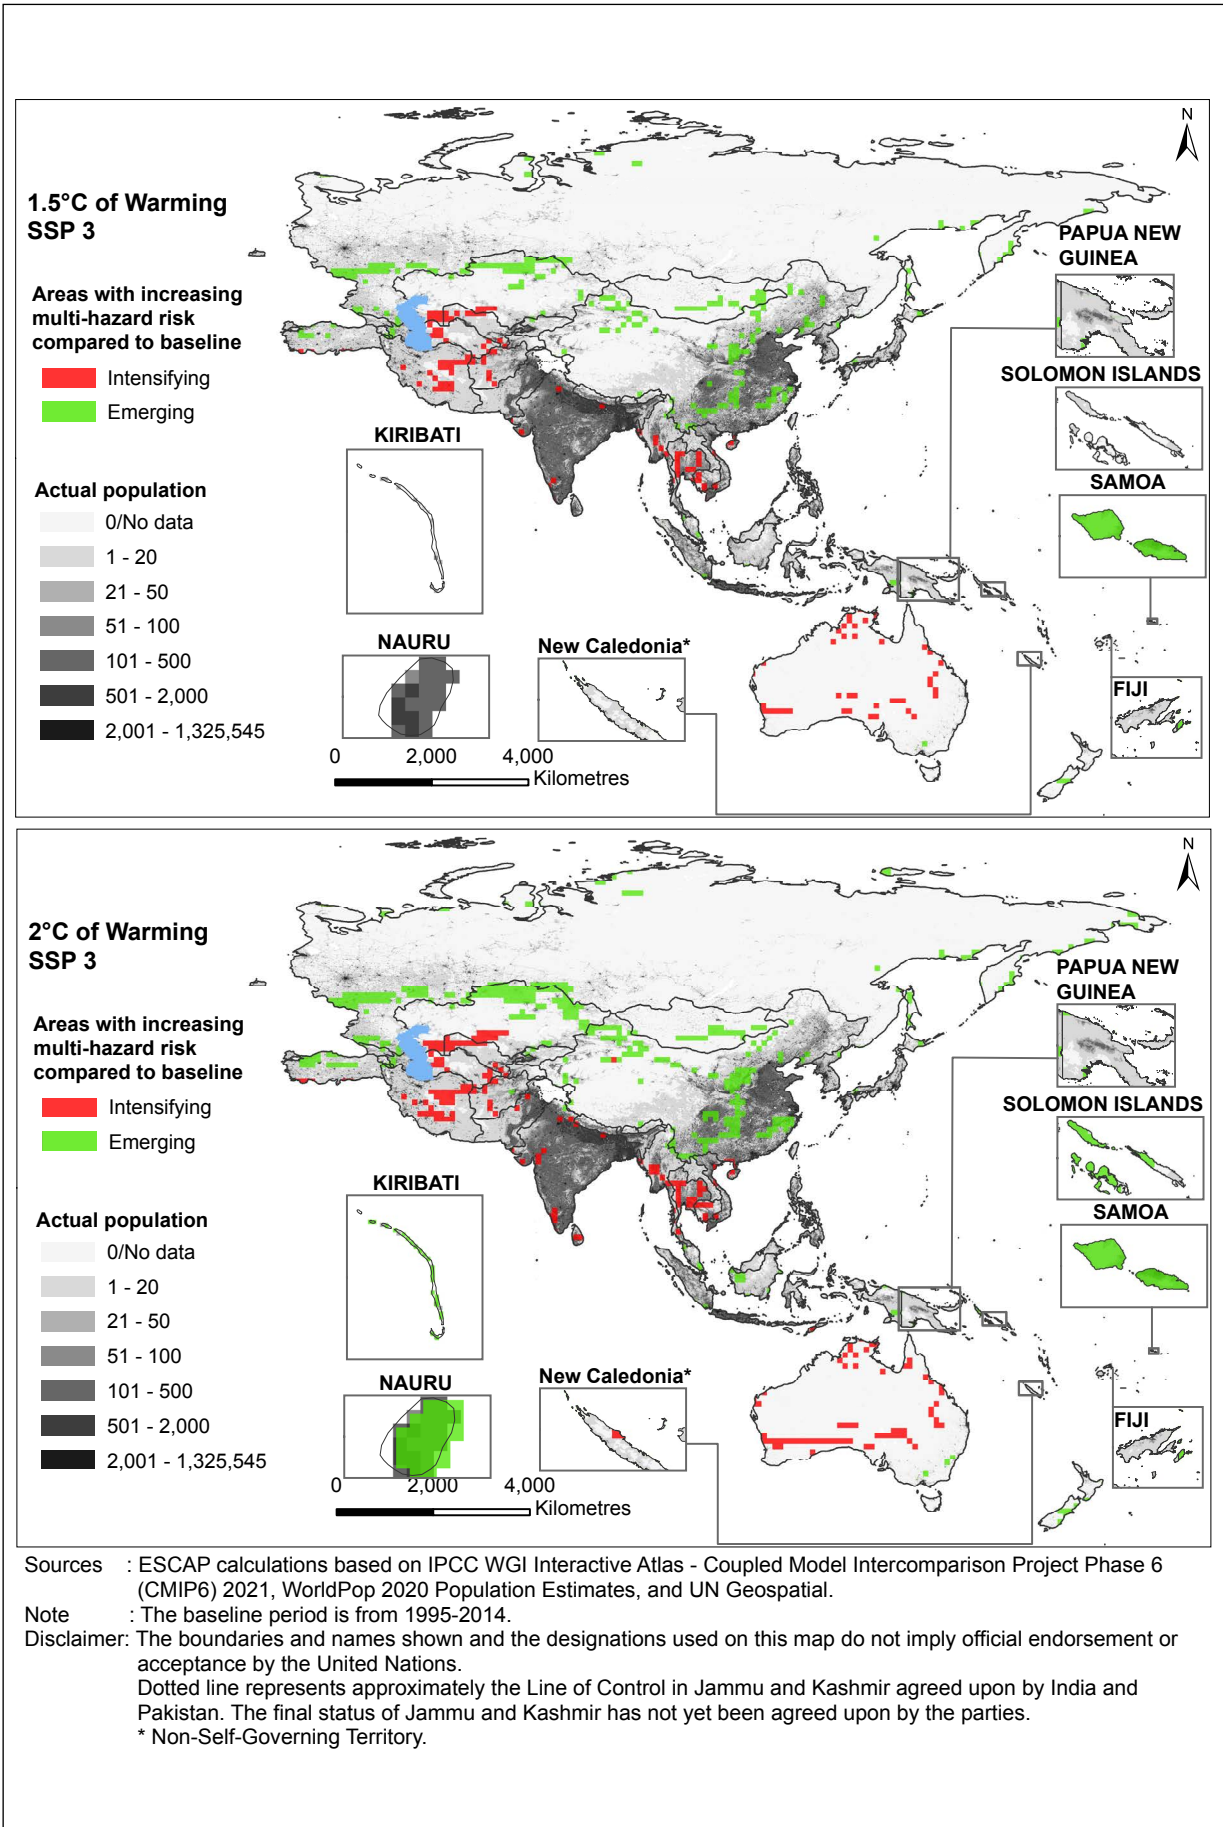 N
1.5°C of Warming
SSP 3
Areas with increasing
multi-hazard risk
compared to baseline
Intensifying
Emerging
Actual population
0/No data
1 - 20
21 - 50
51 - 100
101 - 500
501 - 2,000
2,001 - 1,325,545
KIRIBATI
NAURU
New Caledonia*
PAPUA NEW
GUINEA
SOLOMON ISLANDS
SAMOA
FIJI
0 2,000 4,000
Kilometres
N
2°C of Warming
SSP 3
Areas with increasing
multi-hazard risk
compared to baseline
Intensifying
Emerging
Actual population
0/No data
1 - 20
21 - 50
51 - 100
101 - 500
501 - 2,000
2,001 - 1,325,545
KIRIBATI
NAURU
New Caledonia*
PAPUA NEW
GUINEA
SOLOMON ISLANDS
SAMOA
FIJI
0 2,000 4,000
Kilometres
Sources : ESCAP calculations based on IPCC WGI Interactive Atlas - Coupled Model Intercomparison Project Phase 6
(CMIP6) 2021, WorldPop 2020 Population Estimates, and UN Geospatial.
Note : The baseline period is from 1995-2014.
Disclaimer: The boundaries and names shown and the designations used on this map do not imply official endorsement or
acceptance by the United Nations.
Dotted line represents approximately the Line of Control in Jammu and Kashmir agreed upon by India and
Pakistan. The final status of Jammu and Kashmir has not yet been agreed upon by the parties.
* Non-Self-Governing Territory.